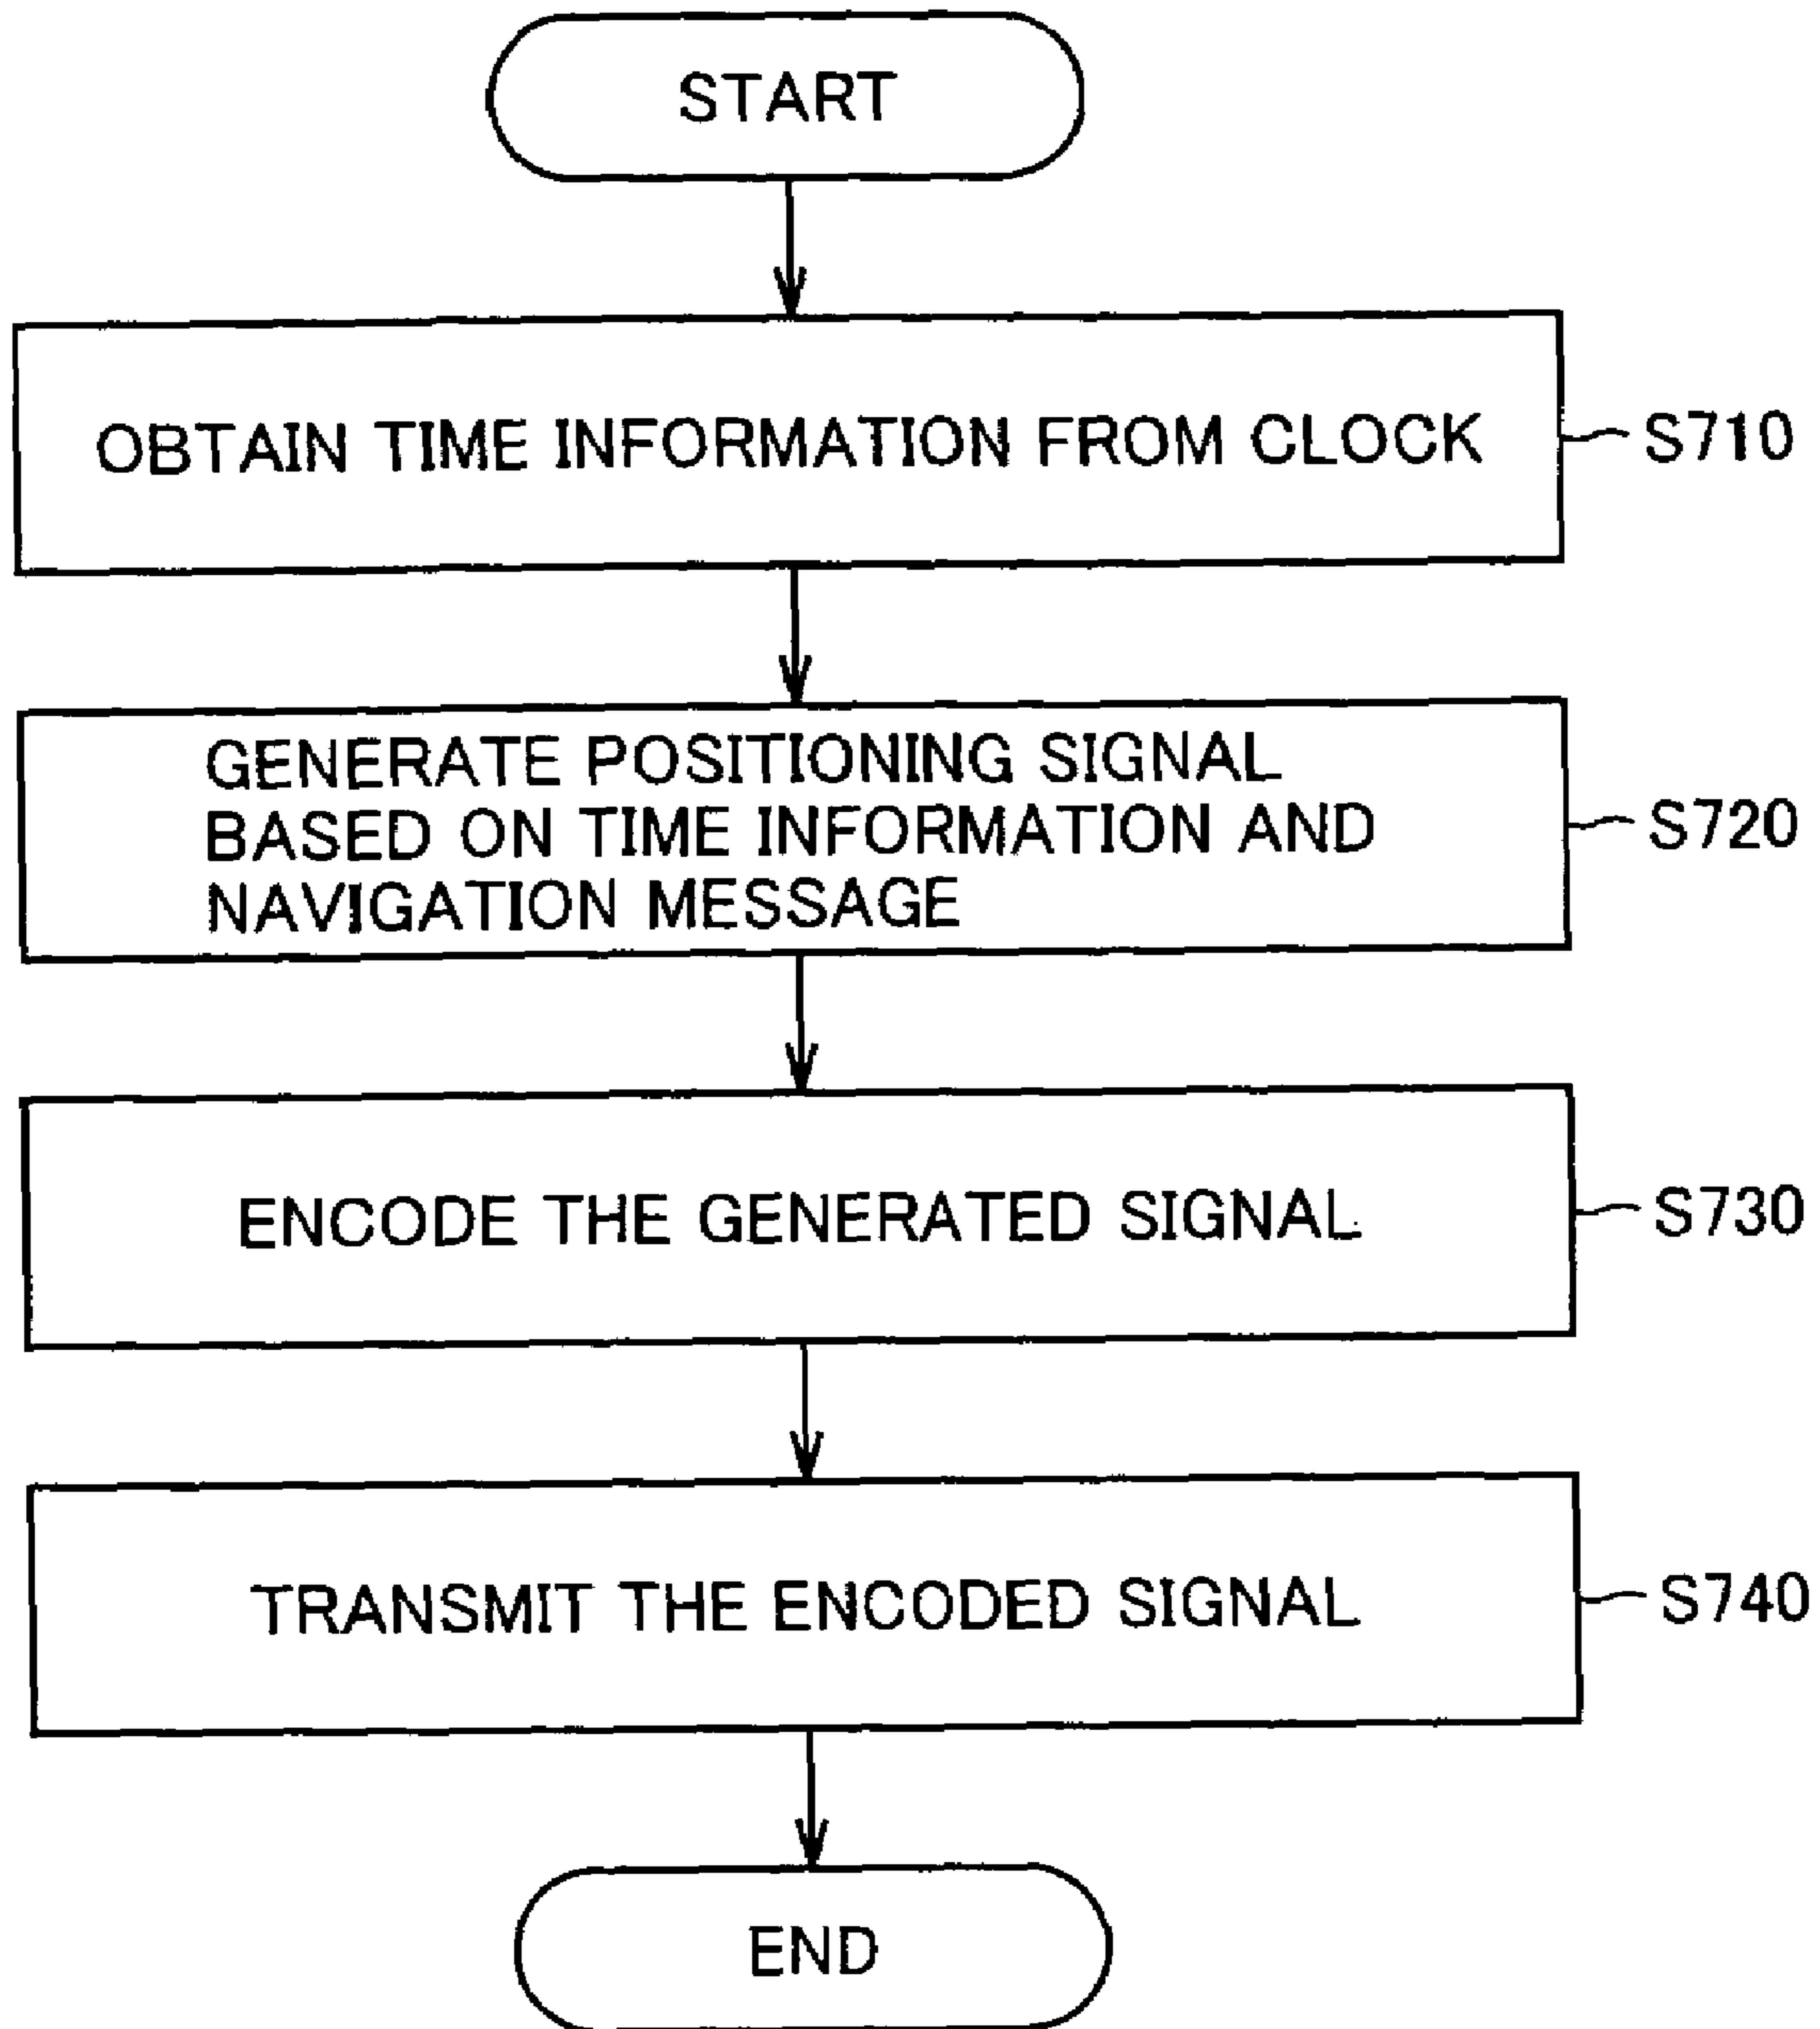 START
OBTAIN TIME INFORMATION FROM CLOCK
S710
GENERATE POSITIONING SIGNAL
BASED ON TIME INFORMATION AND
NAVIGATION MESSAGE
S720
ENCODE THE GENERATED SIGNAL
S730
TRANSMIT THE ENCODED SIGNAL
S740
END